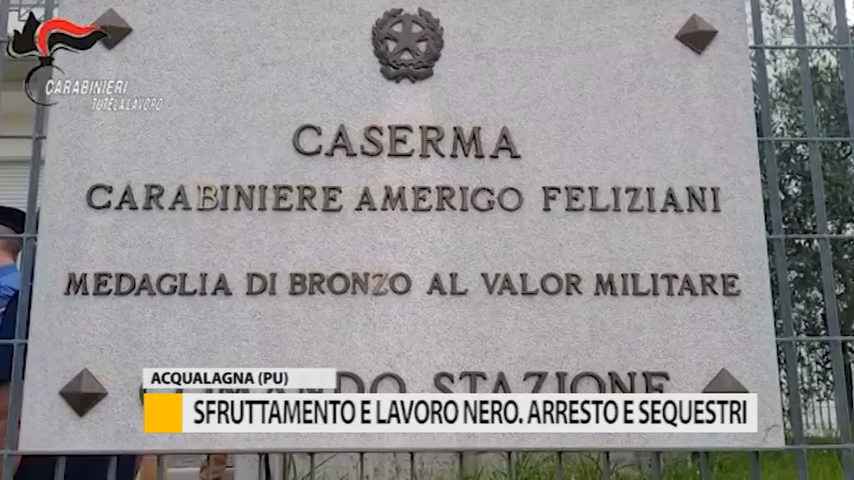 CARABINIERI
TUTELA LAVORO
CASERMA
CARABINIERE AMERIGO FELIZIANI
MEDAGLIA DI BRONZO AL VALOR MILITARE
STAZIONE
ACQUALAGNA (PU)
SFRUTTAMENTO E LAVORO NERO. ARRESTO E SEQUESTRI